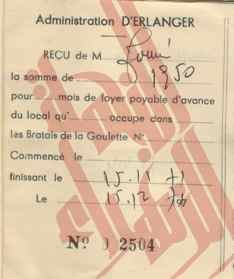 Administration D'ERLANGER
REÇU de M
la somme de 1950
pour mois de loyer payable d'avance
du local qu' occupe dans
les Bratals de la Goulette N°
Commencé le
finissant le 15.11 71
Le 15.12
N° 02504